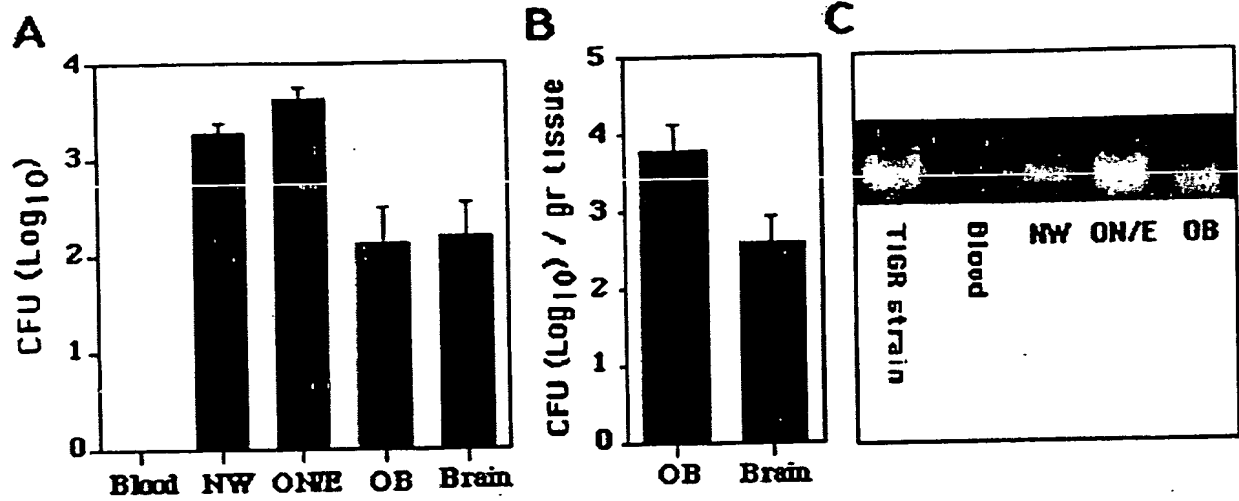 A
CFU (Log10)
4
3
2
1
0
Blood NW ON/E OB Brain
B
CFU (Log10) / gr tissue
5
4
3
2
1
0
OB Brain
C
TIGR strain
Blood
NW ON/E OB